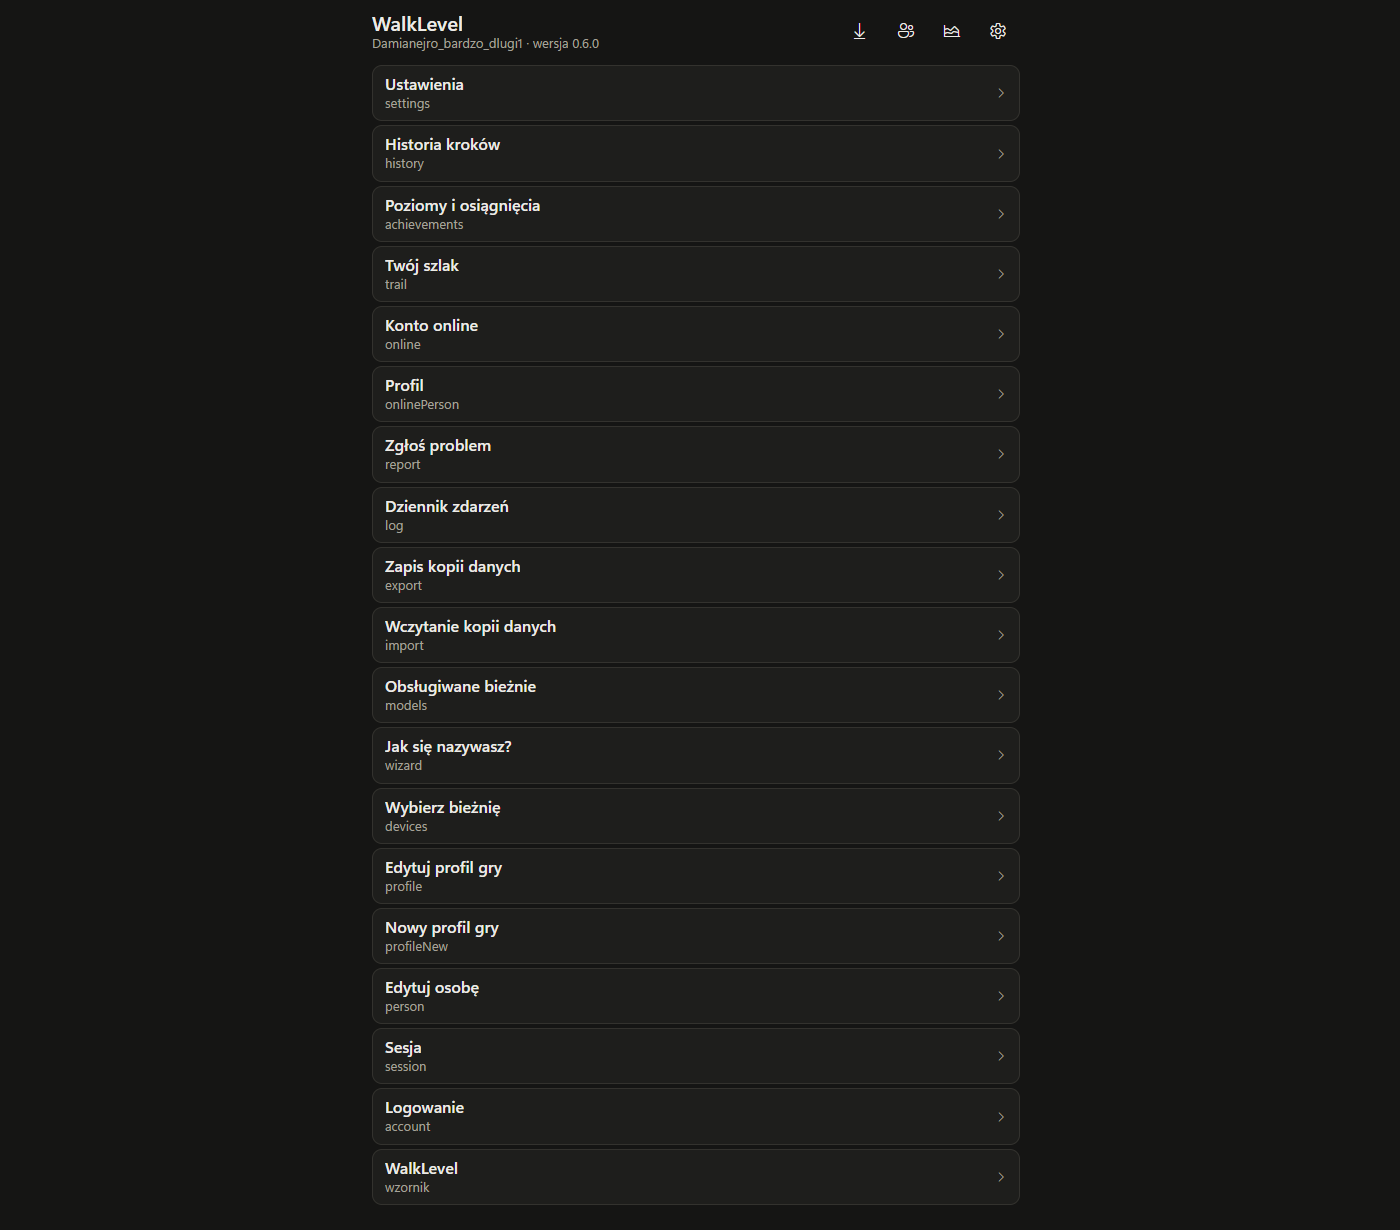 WalkLevel
Damianejro_bardzo_dlugi1 · wersja 0.6.0
Ustawienia
settings
Historia kroków
history
Poziomy i osiągnięcia
achievements
Twój szlak
trail
Konto online
online
Profil
onlinePerson
Zgłoś problem
report
Dziennik zdarzeń
log
Zapis kopii danych
export
Wczytanie kopii danych
import
Obsługiwane bieżnie
models
Jak się nazywasz?
wizard
Wybierz bieżnię
devices
Edytuj profil gry
profile
Nowy profil gry
profileNew
Edytuj osobę
person
Sesja
session
Logowanie
account
WalkLevel
wzornik